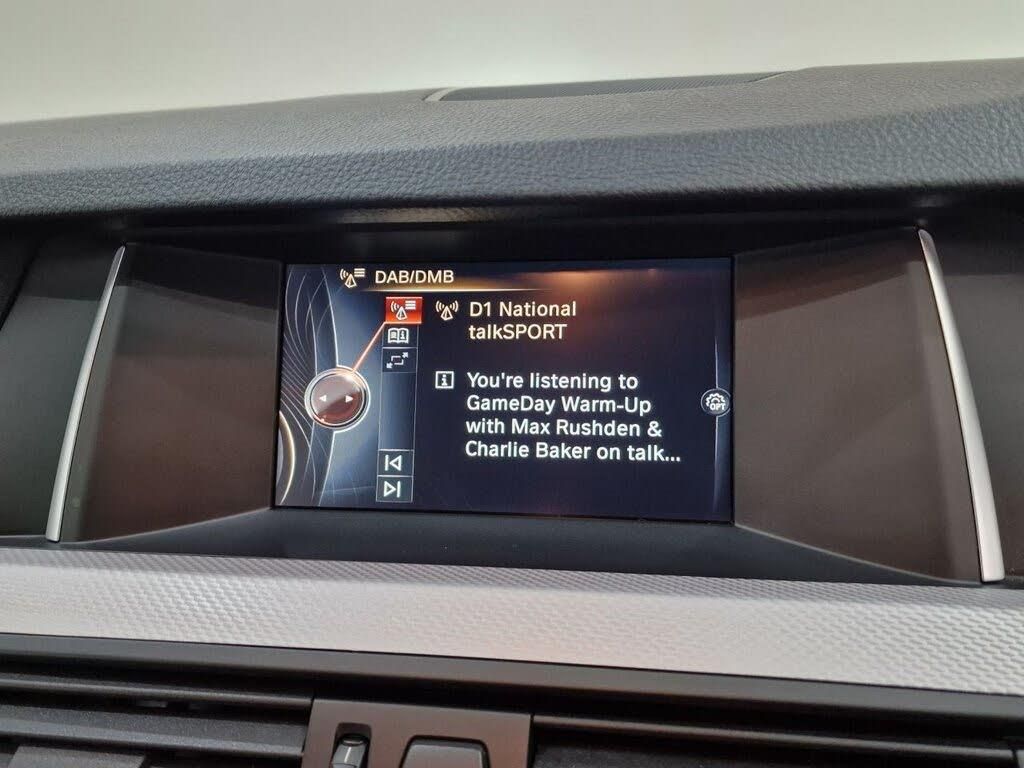 DAB/DMB
D1 National
talkSPORT
You're listening to
GameDay Warm-Up
with Max Rushden &
Charlie Baker on talk...
OPT